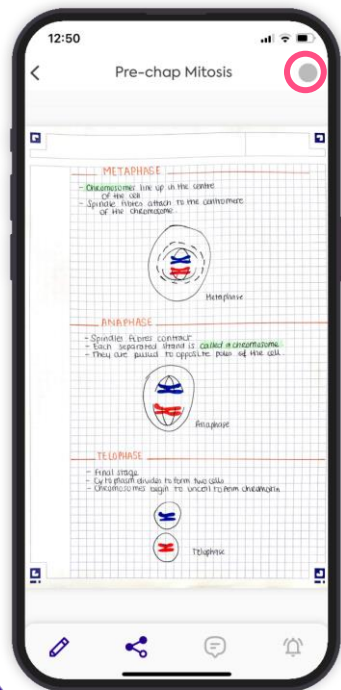 12:50
Pre-chap Mitosis
METAPHASE
- Chromosomes line up in the centre
of the cell
- Spindle fibres attach to the centromere
of the chromosome.
Metaphase
ANAPHASE
- Spindles fibres contract
- Each separated strand is called a chromosome
- They are pulled to opposite poles of the cell.
Anaphase
TELOPHASE
- Final stage.
- Cytoplasm divides to form two cells
- Chromosomes begin to uncoil to form chromatin
Telophase